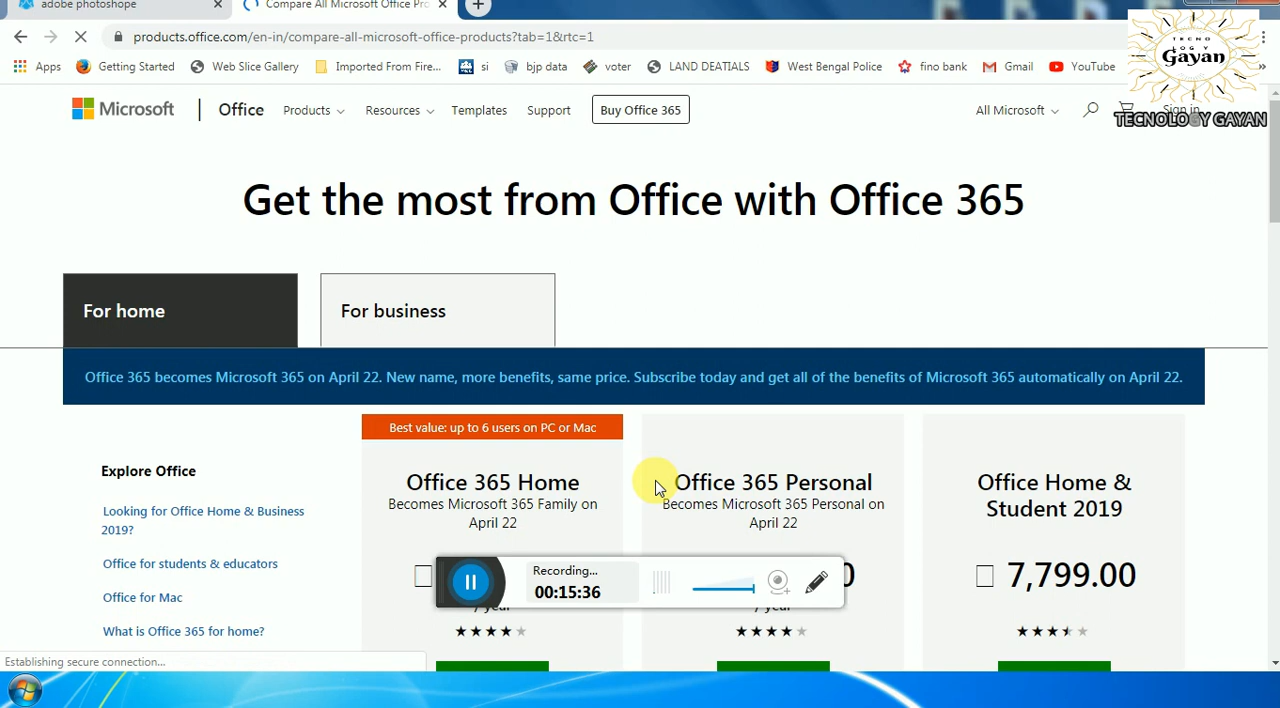 adobe photoshope
Compare All Microsoft Office Pro
products.office.com/en-in/compare-all-microsoft-office-products?tab=1&rtc=1
Apps
Getting Started
Web Slice Gallery
Imported From Fire...
si
bjp data
voter
LAND DEATIALS
West Bengal Police
fino bank
Gmail
YouTube
TECNO
LOGY
Gayan
TECNOLOGY GAYAN
Microsoft
Office
Products
Resources
Templates
Support
Buy Office 365
All Microsoft
Sign in
Get the most from Office with Office 365
For home
For business
Office 365 becomes Microsoft 365 on April 22. New name, more benefits, same price. Subscribe today and get all of the benefits of Microsoft 365 automatically on April 22.
Best value: up to 6 users on PC or Mac
Explore Office
Looking for Office Home & Business
2019?
Office for students & educators
Office for Mac
What is Office 365 for home?
Office 365 Home
Becomes Microsoft 365 Family on
April 22
Office 365 Personal
Becomes Microsoft 365 Personal on
April 22
Office Home &
Student 2019
7,799.00
Recording...
00:15:36
Establishing secure connection...